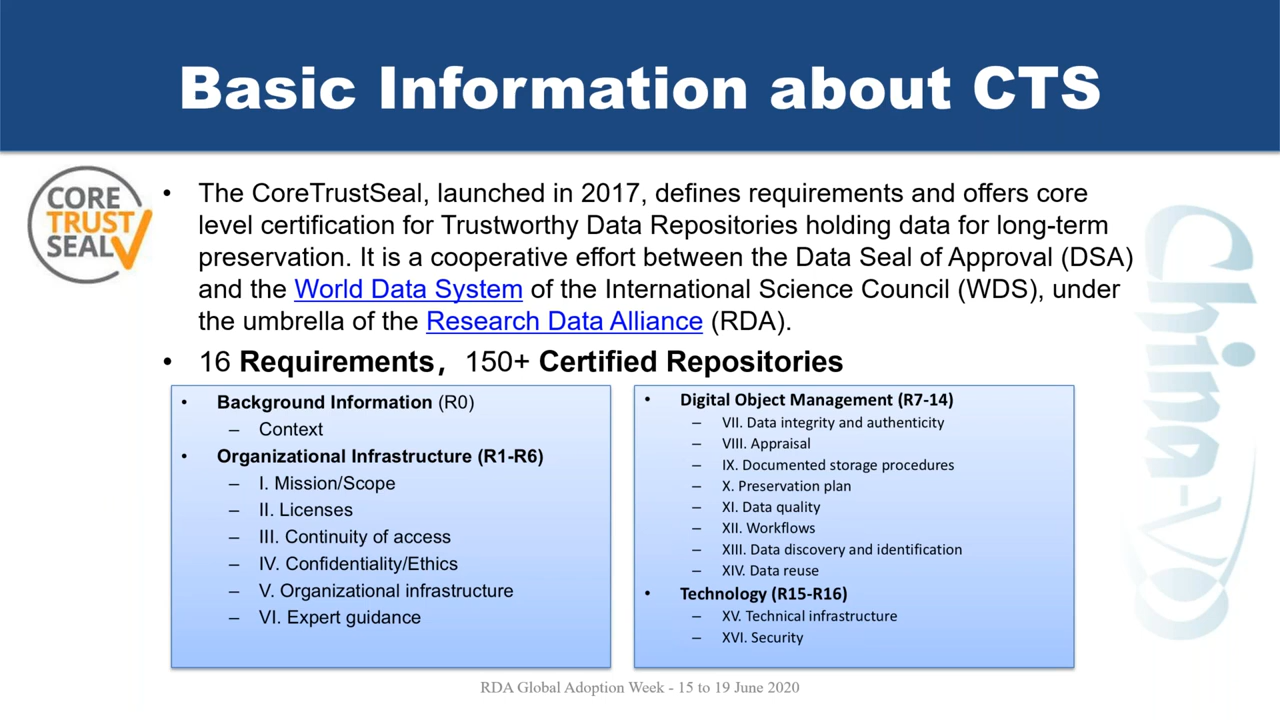 Basic Information about CTS
CORE
TRUST
SEAL
• The CoreTrustSeal, launched in 2017, defines requirements and offers core
level certification for Trustworthy Data Repositories holding data for long-term
preservation. It is a cooperative effort between the Data Seal of Approval (DSA)
and the World Data System of the International Science Council (WDS), under
the umbrella of the Research Data Alliance (RDA).
• 16 Requirements，150+ Certified Repositories
• Background Information (R0)
– Context
• Organizational Infrastructure (R1-R6)
– I. Mission/Scope
– II. Licenses
– III. Continuity of access
– IV. Confidentiality/Ethics
– V. Organizational infrastructure
– VI. Expert guidance
• Digital Object Management (R7-14)
– VII. Data integrity and authenticity
– VIII. Appraisal
– IX. Documented storage procedures
– X. Preservation plan
– XI. Data quality
– XII. Workflows
– XIII. Data discovery and identification
– XIV. Data reuse
• Technology (R15-R16)
– XV. Technical infrastructure
– XVI. Security
China-VO
RDA Global Adoption Week - 15 to 19 June 2020